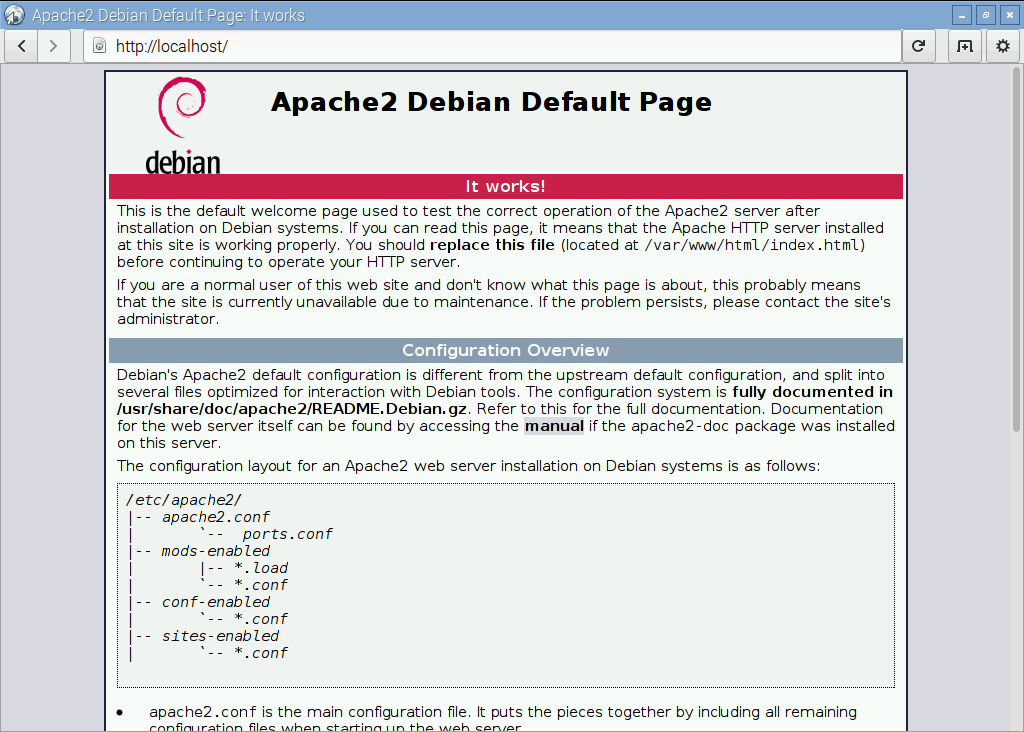 Apache2 Debian Default Page: It works
http://localhost/
debian
Apache2 Debian Default Page
It works!
This is the default welcome page used to test the correct operation of the Apache2 server after
installation on Debian systems. If you can read this page, it means that the Apache HTTP server installed
at this site is working properly. You should replace this file (located at /var/www/html/index.html)
before continuing to operate your HTTP server.
If you are a normal user of this web site and don't know what this page is about, this probably means
that the site is currently unavailable due to maintenance. If the problem persists, please contact the site's
administrator.
Configuration Overview
Debian's Apache2 default configuration is different from the upstream default configuration, and split into
several files optimized for interaction with Debian tools. The configuration system is fully documented in
/usr/share/doc/apache2/README.Debian.gz. Refer to this for the full documentation. Documentation
for the web server itself can be found by accessing the manual if the apache2-doc package was installed
on this server.
The configuration layout for an Apache2 web server installation on Debian systems is as follows:
/etc/apache2/
|-- apache2.conf
|       `--  ports.conf
|-- mods-enabled
|       |-- *.load
|       `-- *.conf
|-- conf-enabled
|       `-- *.conf
|-- sites-enabled
|       `-- *.conf
• apache2.conf is the main configuration file. It puts the pieces together by including all remaining
configuration files when starting up the web server.